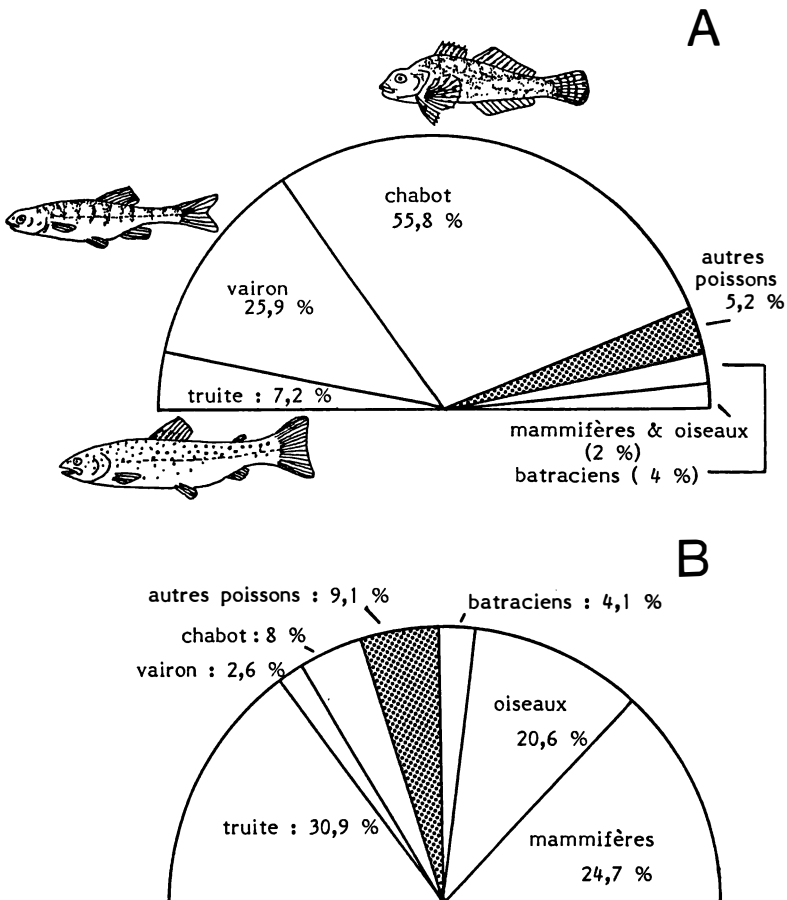 A
chabot
55,8 %
autres
poissons
5,2 %
vairon
25,9 %
truite : 7,2 %
mammifères & oiseaux
(2 %)
batraciens ( 4 %)
B
autres poissons : 9,1 %
batraciens : 4,1 %
chabot : 8 %
vairon : 2,6 %
oiseaux
20,6 %
truite : 30,9 %
mammifères
24,7 %